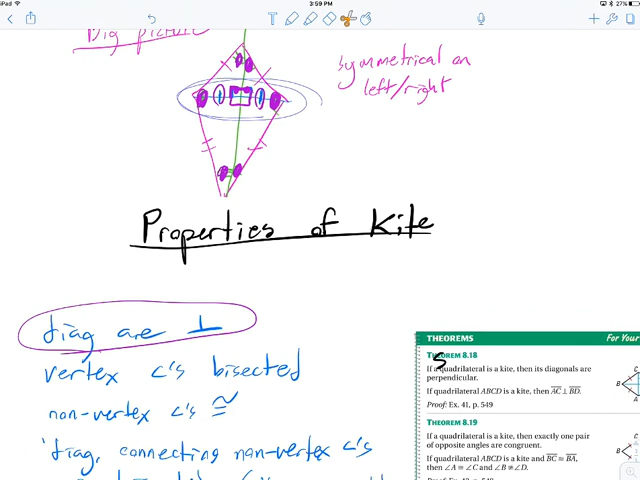 iPad
3:59 PM
27%
Big picture
symmetrical on
left/right
Properties of Kite
diag are ⊥
vertex ∠'s bisected
non-vertex ∠'s ≅
diag. connecting non-vertex ∠'s
THEOREMS
For Your
THEOREM 8.18
5
If a quadrilateral is a kite, then its diagonals are
perpendicular.
If quadrilateral ABCD is a kite, then AC ⊥ BD.
Proof: Ex. 41, p. 549
C
B
A
THEOREM 8.19
If a quadrilateral is a kite, then exactly one pair
of opposite angles are congruent.
If quadrilateral ABCD is a kite and BC ≅ BA,
then ∠A ≅ ∠C and ∠B ≇ ∠D.
C
B